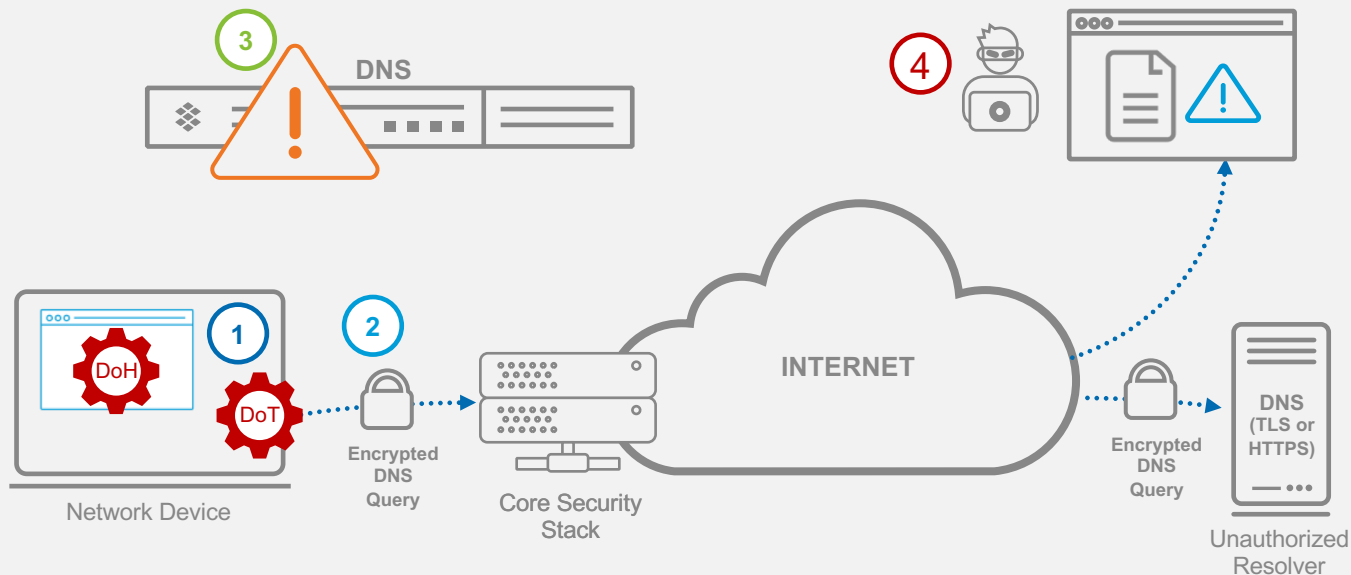 3
DNS
4
1
DoH
DoT
2
Encrypted
DNS
Query
Network Device
Core Security
Stack
INTERNET
Encrypted
DNS
Query
DNS
(TLS or
HTTPS)
Unauthorized
Resolver